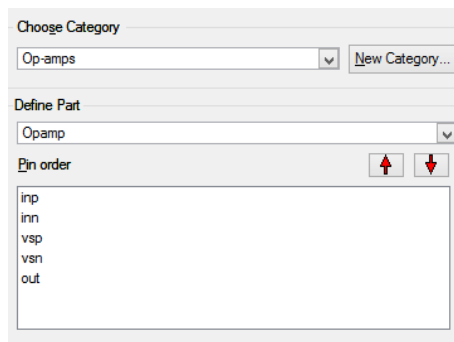 Choose Category
Op-amps
New Category...
Define Part
Opamp
Pin order
inp
inn
vsp
vsn
out